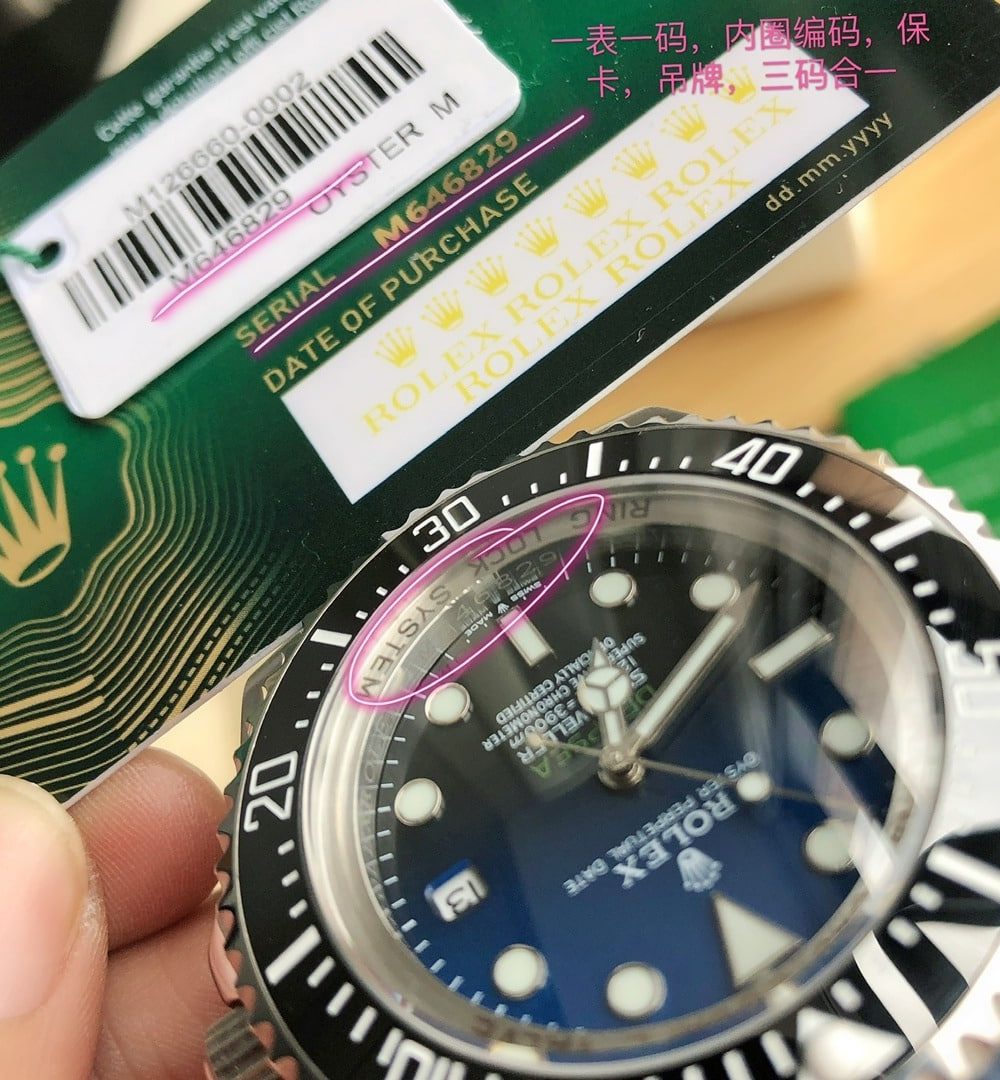 一表一码，内圈编码，保
卡，吊牌，三码合一
M126660-0002
M646829 OYSTER M
SERIAL M646829
DATE OF PURCHASE
dd.mm.yyyy
ROLEX ROLEX ROLEX
ROLEX ROLEX
40
30
20
10
RING LOCK SYSTEM
SWISS MADE
SUPERLATIVE CHRONOMETER
OFFICIALLY CERTIFIED
= 3900m
ROLEX
OYSTER PERPETUAL DATE
13